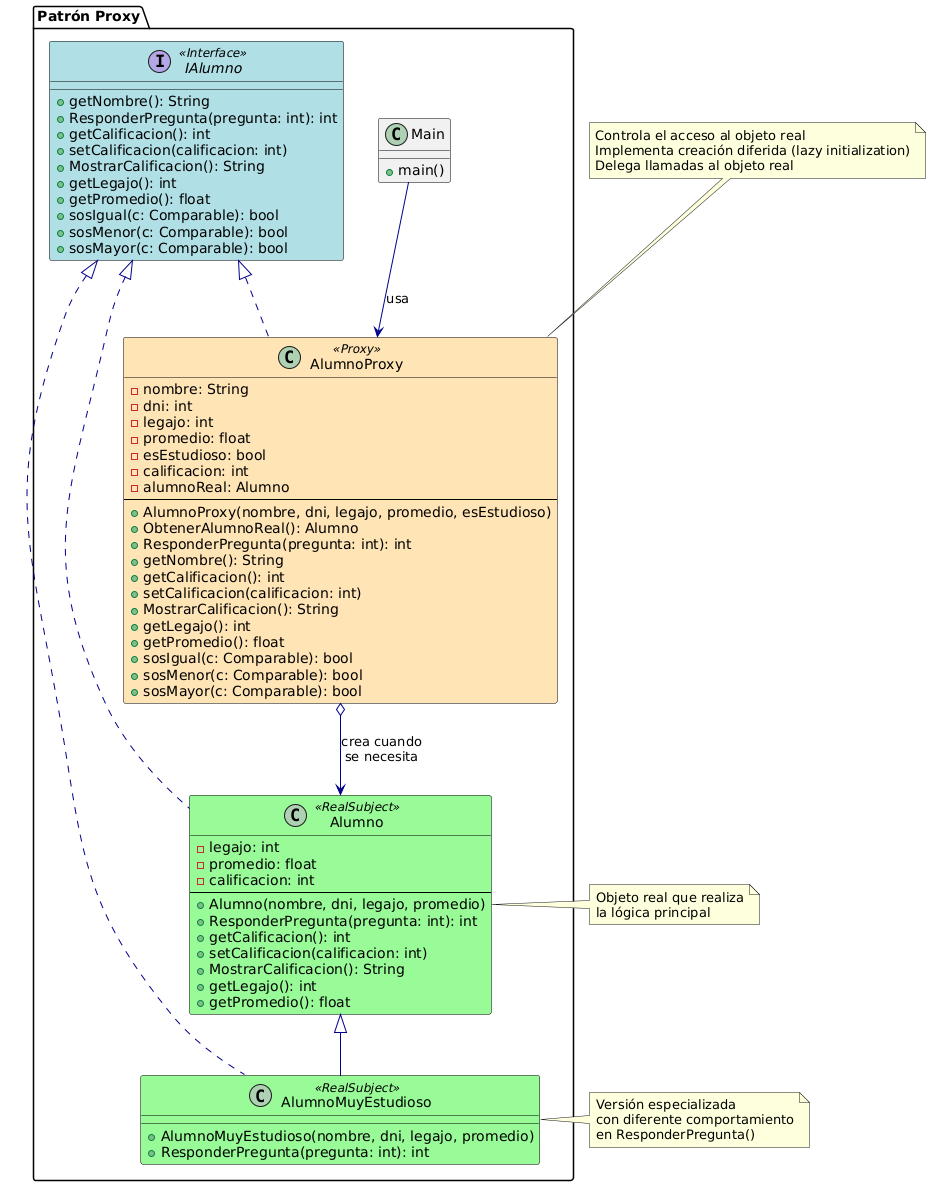 Patrón Proxy
«Interface»
IAlumno
getNombre(): String
ResponderPregunta(pregunta: int): int
getCalificacion(): int
setCalificacion(calificacion: int)
MostrarCalificacion(): String
getLegajo(): int
getPromedio(): float
sosIgual(c: Comparable): bool
sosMenor(c: Comparable): bool
sosMayor(c: Comparable): bool
Main
main()
Controla el acceso al objeto real
Implementa creación diferida (lazy initialization)
Delega llamadas al objeto real
usa
«Proxy»
AlumnoProxy
nombre: String
dni: int
legajo: int
promedio: float
esEstudioso: bool
calificacion: int
alumnoReal: Alumno
AlumnoProxy(nombre, dni, legajo, promedio, esEstudioso)
ObtenerAlumnoReal(): Alumno
ResponderPregunta(pregunta: int): int
getNombre(): String
getCalificacion(): int
setCalificacion(calificacion: int)
MostrarCalificacion(): String
getLegajo(): int
getPromedio(): float
sosIgual(c: Comparable): bool
sosMenor(c: Comparable): bool
sosMayor(c: Comparable): bool
crea cuando
se necesita
«RealSubject»
Alumno
legajo: int
promedio: float
calificacion: int
Alumno(nombre, dni, legajo, promedio)
ResponderPregunta(pregunta: int): int
getCalificacion(): int
setCalificacion(calificacion: int)
MostrarCalificacion(): String
getLegajo(): int
getPromedio(): float
Objeto real que realiza
la lógica principal
«RealSubject»
AlumnoMuyEstudioso
AlumnoMuyEstudioso(nombre, dni, legajo, promedio)
ResponderPregunta(pregunta: int): int
Versión especializada
con diferente comportamiento
en ResponderPregunta()
I
C
C
C
C